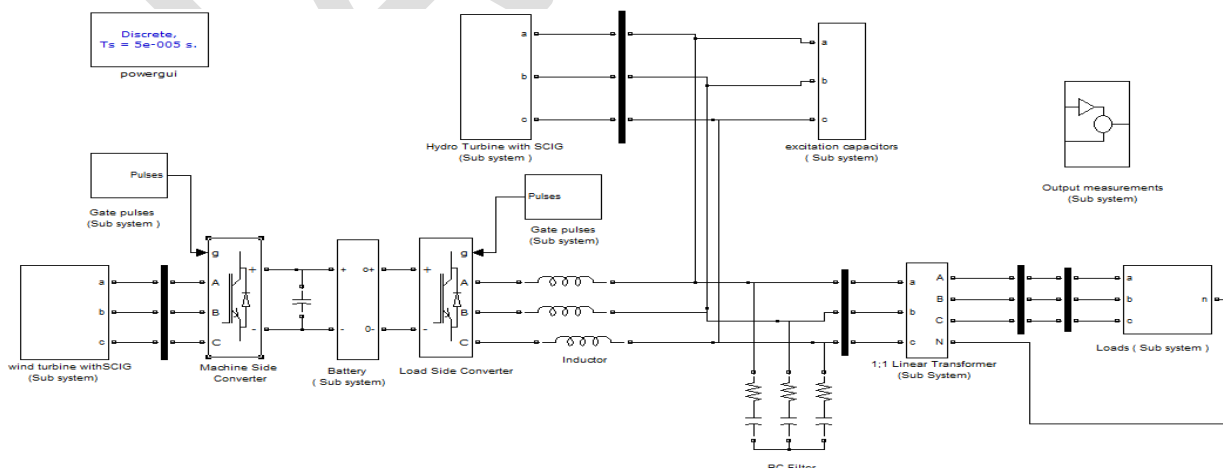 Discrete,
Ts = 5e-005 s.
powergui
a
b
c
Hydro Turbine with SCIG
(Sub system )
a
b
c
excitation capacitors
( Sub system)
Output measurements
(Sub system)
Pulses
Gate pulses
(Sub system )
Pulses
Gate pulses
(Sub system)
a
b
c
wind turbine withSCIG
(Sub system)
g
A
B
C
+
-
Machine Side
Converter
+
-
o+
0-
Battery
( Sub system)
g
+
-
A
B
C
Load Side Converter
Inductor
a
b
c
A
B
C
N
1;1 Linear Transformer
(Sub System)
a
b
c
n
Loads ( Sub system )
RC Filter